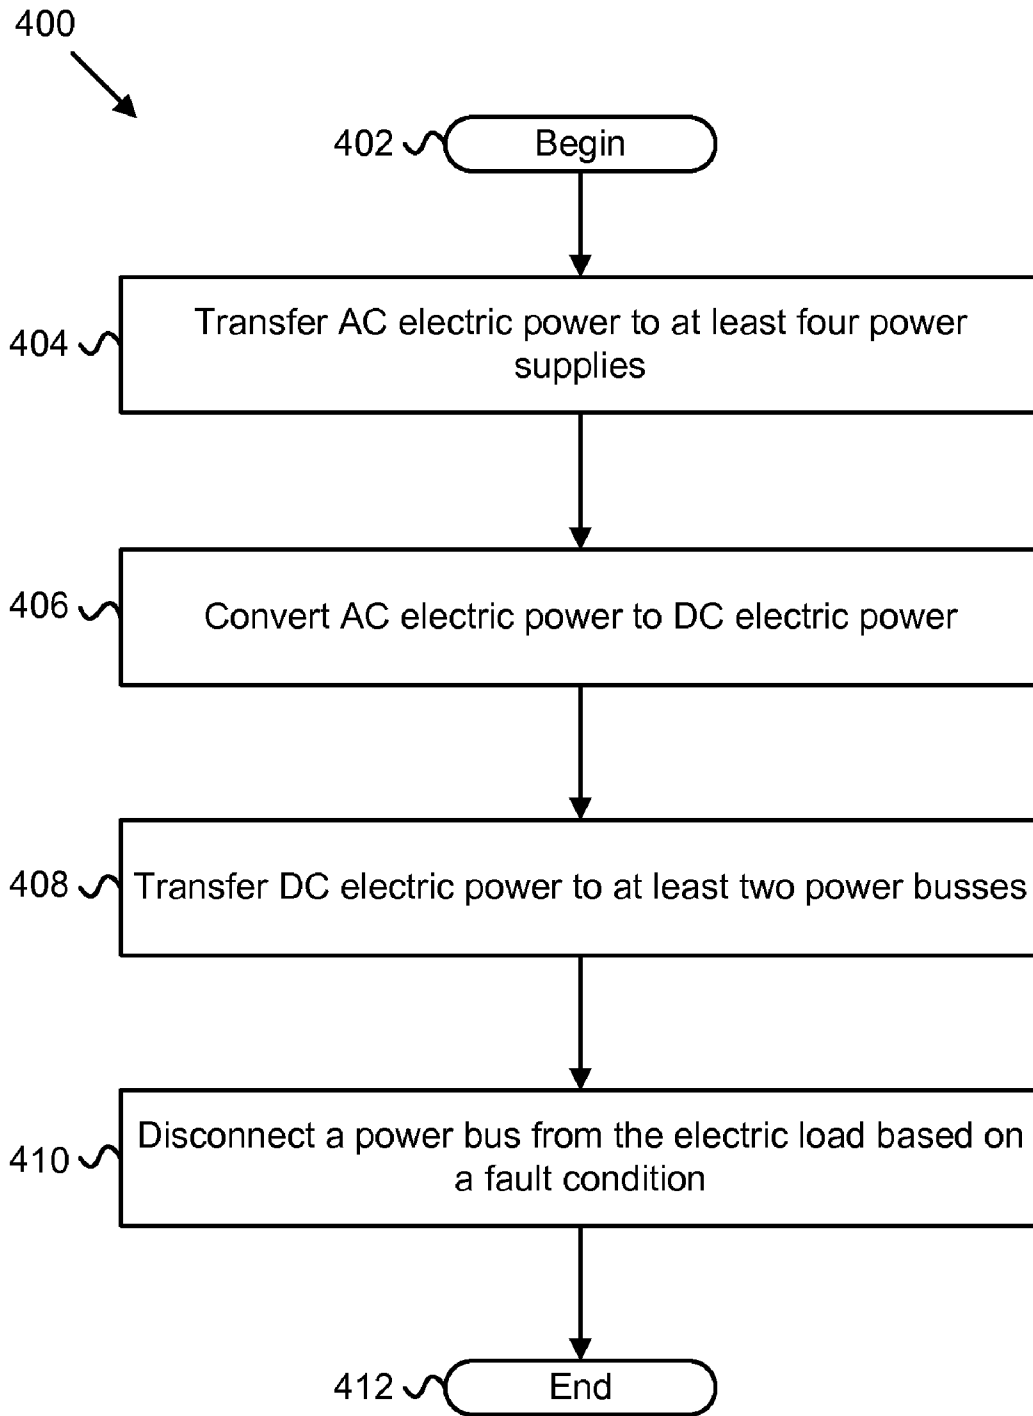 400
402
Begin
404
Transfer AC electric power to at least four power
supplies
406
Convert AC electric power to DC electric power
408
Transfer DC electric power to at least two power busses
410
Disconnect a power bus from the electric load based on
a fault condition
412
End